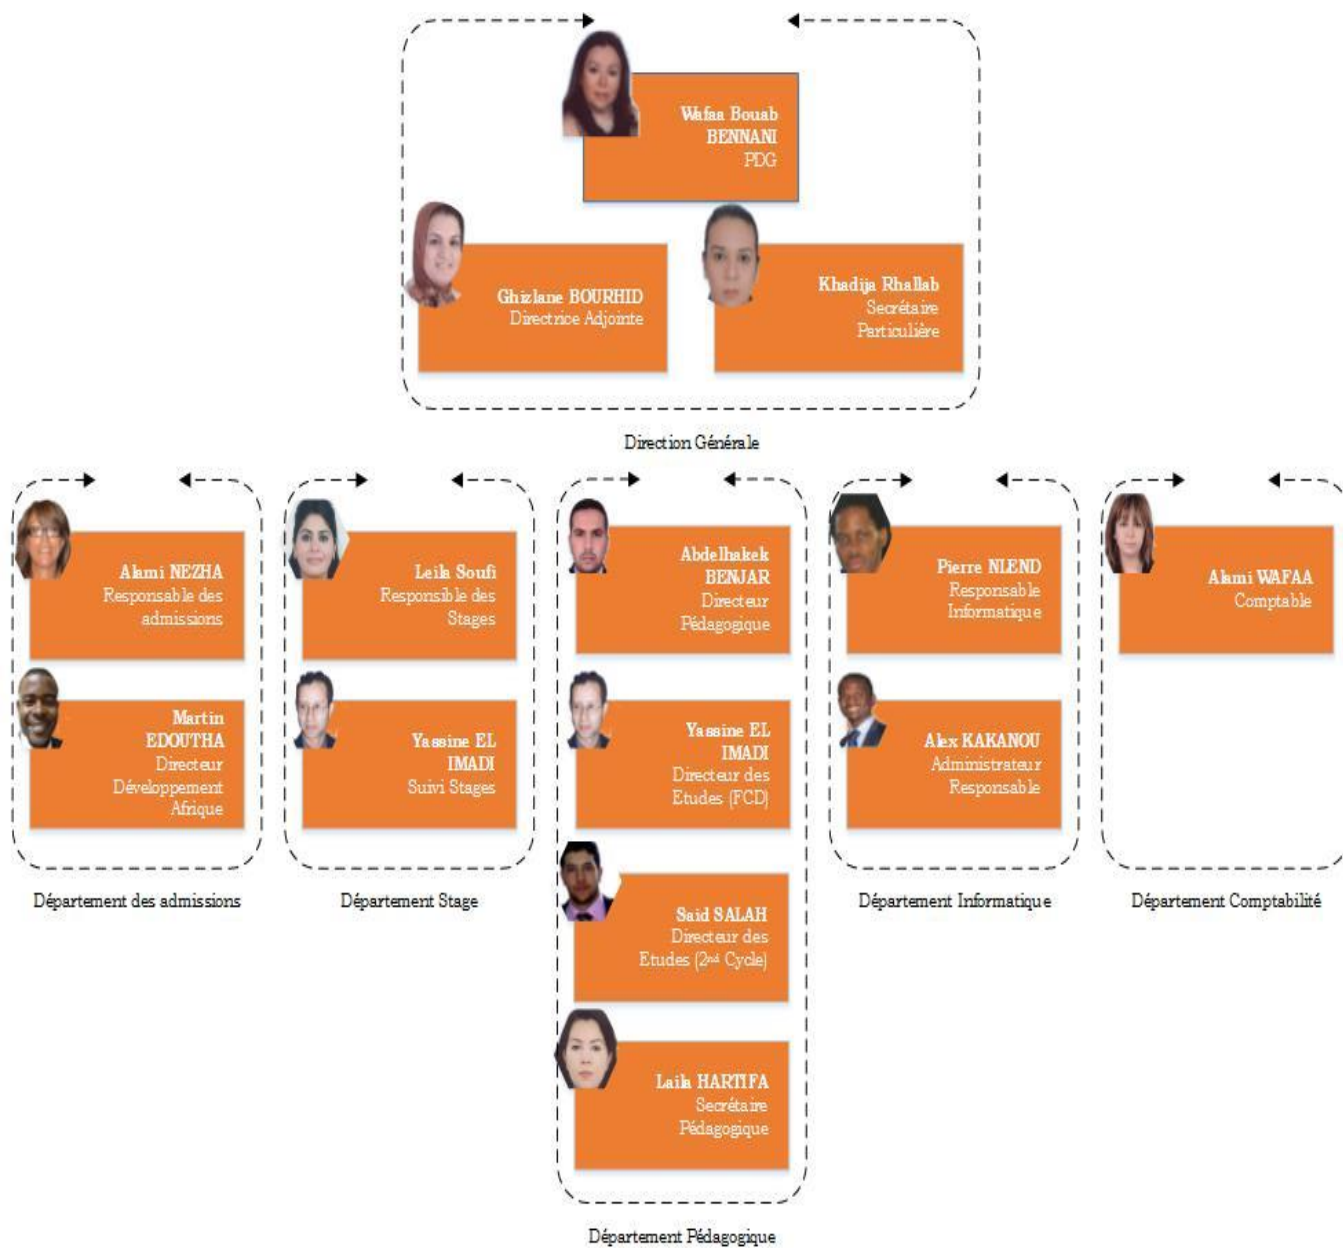 Wafaa Bouab
BENNANI
PDG
Ghizlane BOURHID
Directrice Adjointe
Khadija Rhallab
Secrétaire
Particulière
Direction Générale
Alami NEZHA
Responsable des
admissions
Martin
EDOUTHA
Directeur
Développement
Afrique
Département des admissions
Leila Soufi
Responsible des
Stages
Yassine EL
IMADI
Suivi Stages
Département Stage
Abdelhakek
BENJAR
Directeur
Pédagogique
Yassine EL
IMADI
Directeur des
Etudes (FCD)
Said SALAH
Directeur des
Etudes (2nd Cycle)
Laila HARTIFA
Secrétaire
Pédagogique
Département Pédagogique
Pierre NLEND
Responsable
Informatique
Alex KAKANOU
Administrateur
Responsable
Département Informatique
Alami WAFAA
Comptable
Département Comptabilité